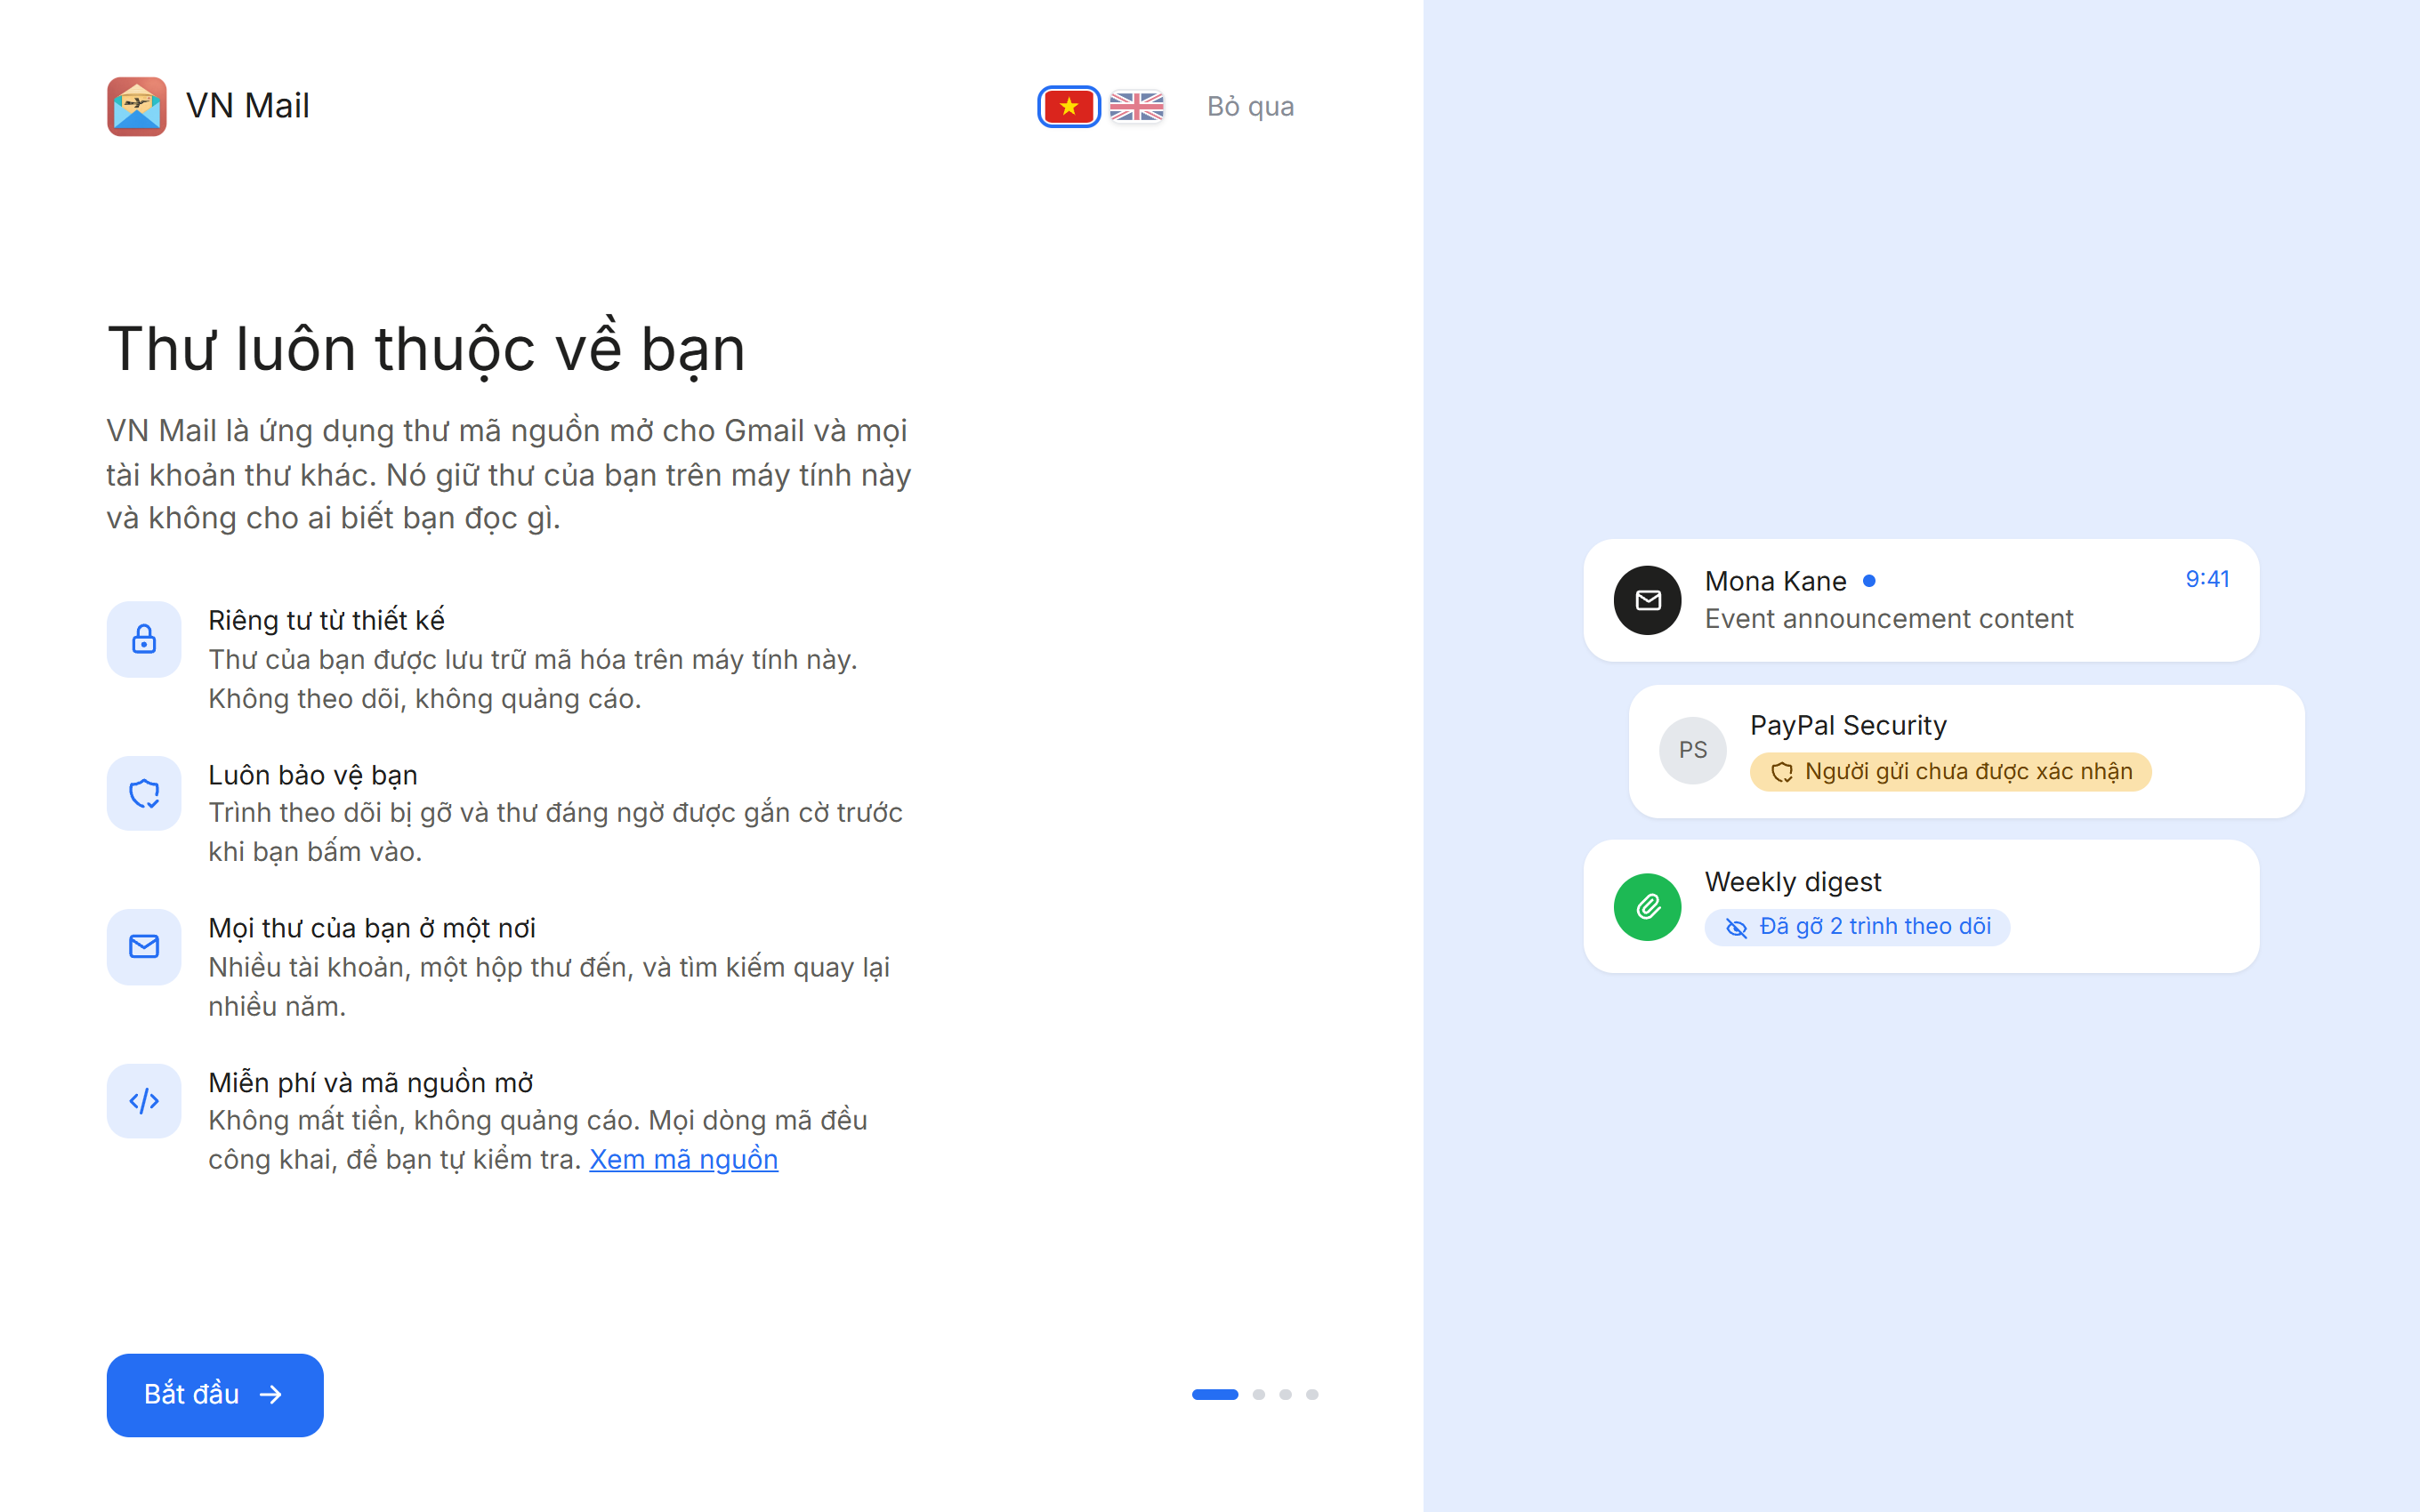 VN Mail
Bỏ qua
Thư luôn thuộc về bạn
VN Mail là ứng dụng thư mã nguồn mở cho Gmail và mọi
tài khoản thư khác. Nó giữ thư của bạn trên máy tính này
và không cho ai biết bạn đọc gì.
Riêng tư từ thiết kế
Thư của bạn được lưu trữ mã hóa trên máy tính này.
Không theo dõi, không quảng cáo.
Luôn bảo vệ bạn
Trình theo dõi bị gỡ và thư đáng ngờ được gắn cờ trước
khi bạn bấm vào.
Mọi thư của bạn ở một nơi
Nhiều tài khoản, một hộp thư đến, và tìm kiếm quay lại
nhiều năm.
Miễn phí và mã nguồn mở
Không mất tiền, không quảng cáo. Mọi dòng mã đều
công khai, để bạn tự kiểm tra. Xem mã nguồn
Bắt đầu
Mona Kane
9:41
Event announcement content
PS
PayPal Security
Người gửi chưa được xác nhận
Weekly digest
Đã gỡ 2 trình theo dõi